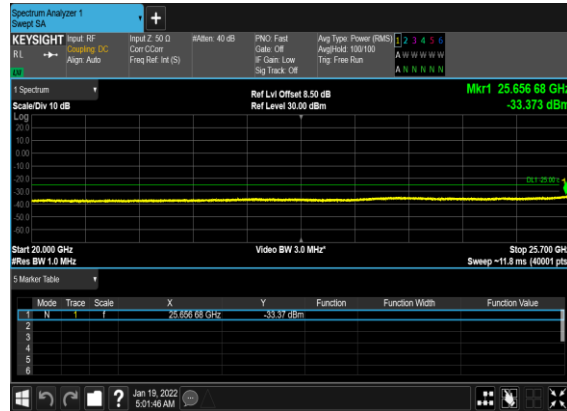 Spectrum Analyzer 1
Swept SA
+
KEYSIGHT Input: RF Input Z: 50 Ω #Atten: 40 dB PNO: Fast Avg Type: Power (RMS) 1 2 3 4 5 6
RL Coupling: DC Corr CCorr Gate: Off Avg|Hold: 100/100 A W W W W W
Align: Auto Freq Ref: Int (S) IF Gain: Low Trig: Free Run
Sig Track: Off A N N N N N
1 Spectrum Ref Lvl Offset 8.50 dB Mkr1 25.656 68 GHz
Scale/Div 10 dB Ref Level 30.00 dBm -33.373 dBm
Log
20.0
10.0
0.00
-10.0
-20.0
DL1 -25.00
-30.0
-40.0
-50.0
-60.0
Start 20.000 GHz Video BW 3.0 MHz* Stop 25.700 GHz
#Res BW 1.0 MHz Sweep ~11.8 ms (40001 pts
5 Marker Table
Mode Trace Scale X Y Function Function Width Function Value
1 N 1 f 25.656 68 GHz -33.37 dBm
2
3
4
5
6
? Jan 19, 2022
5:01:46 AM